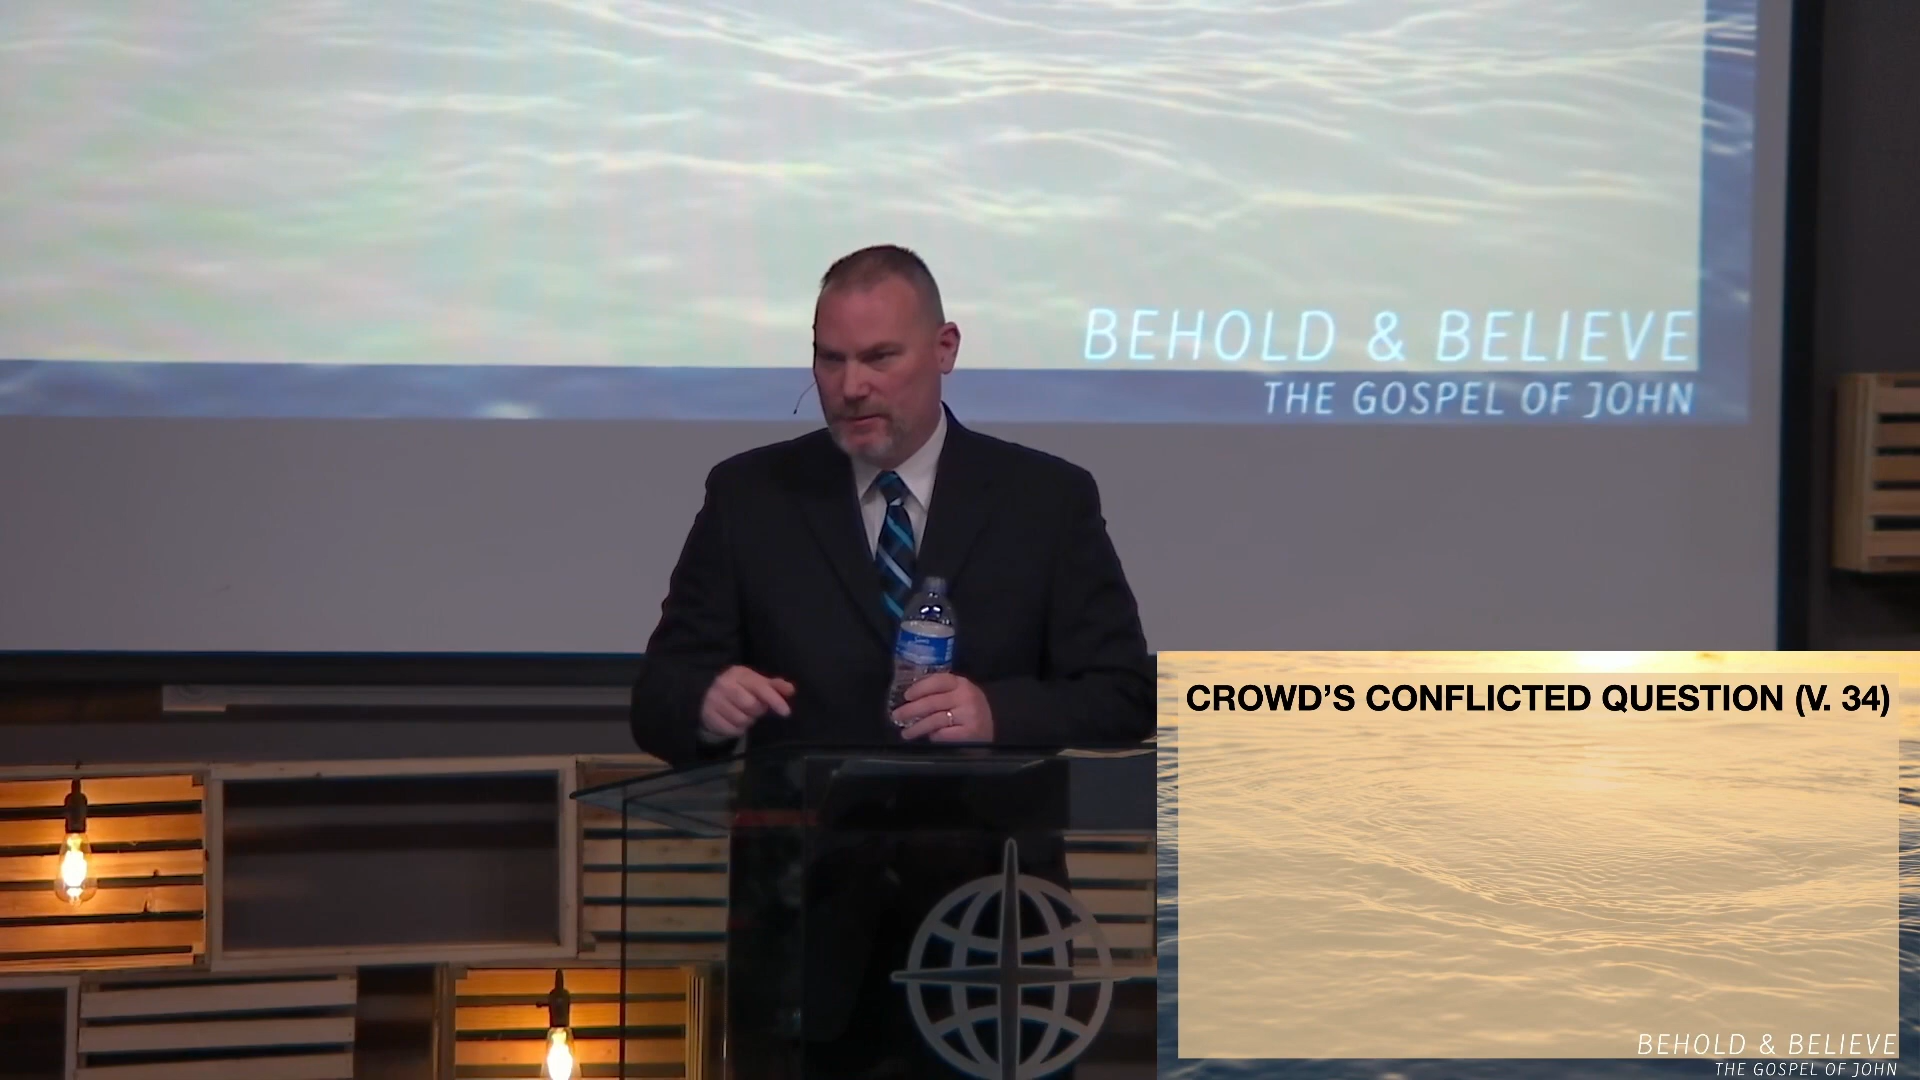 BEHOLD & BELIEVE
THE GOSPEL OF JOHN
CROWD’S CONFLICTED QUESTION (V. 34)
BEHOLD & BELIEVE
THE GOSPEL OF JOHN